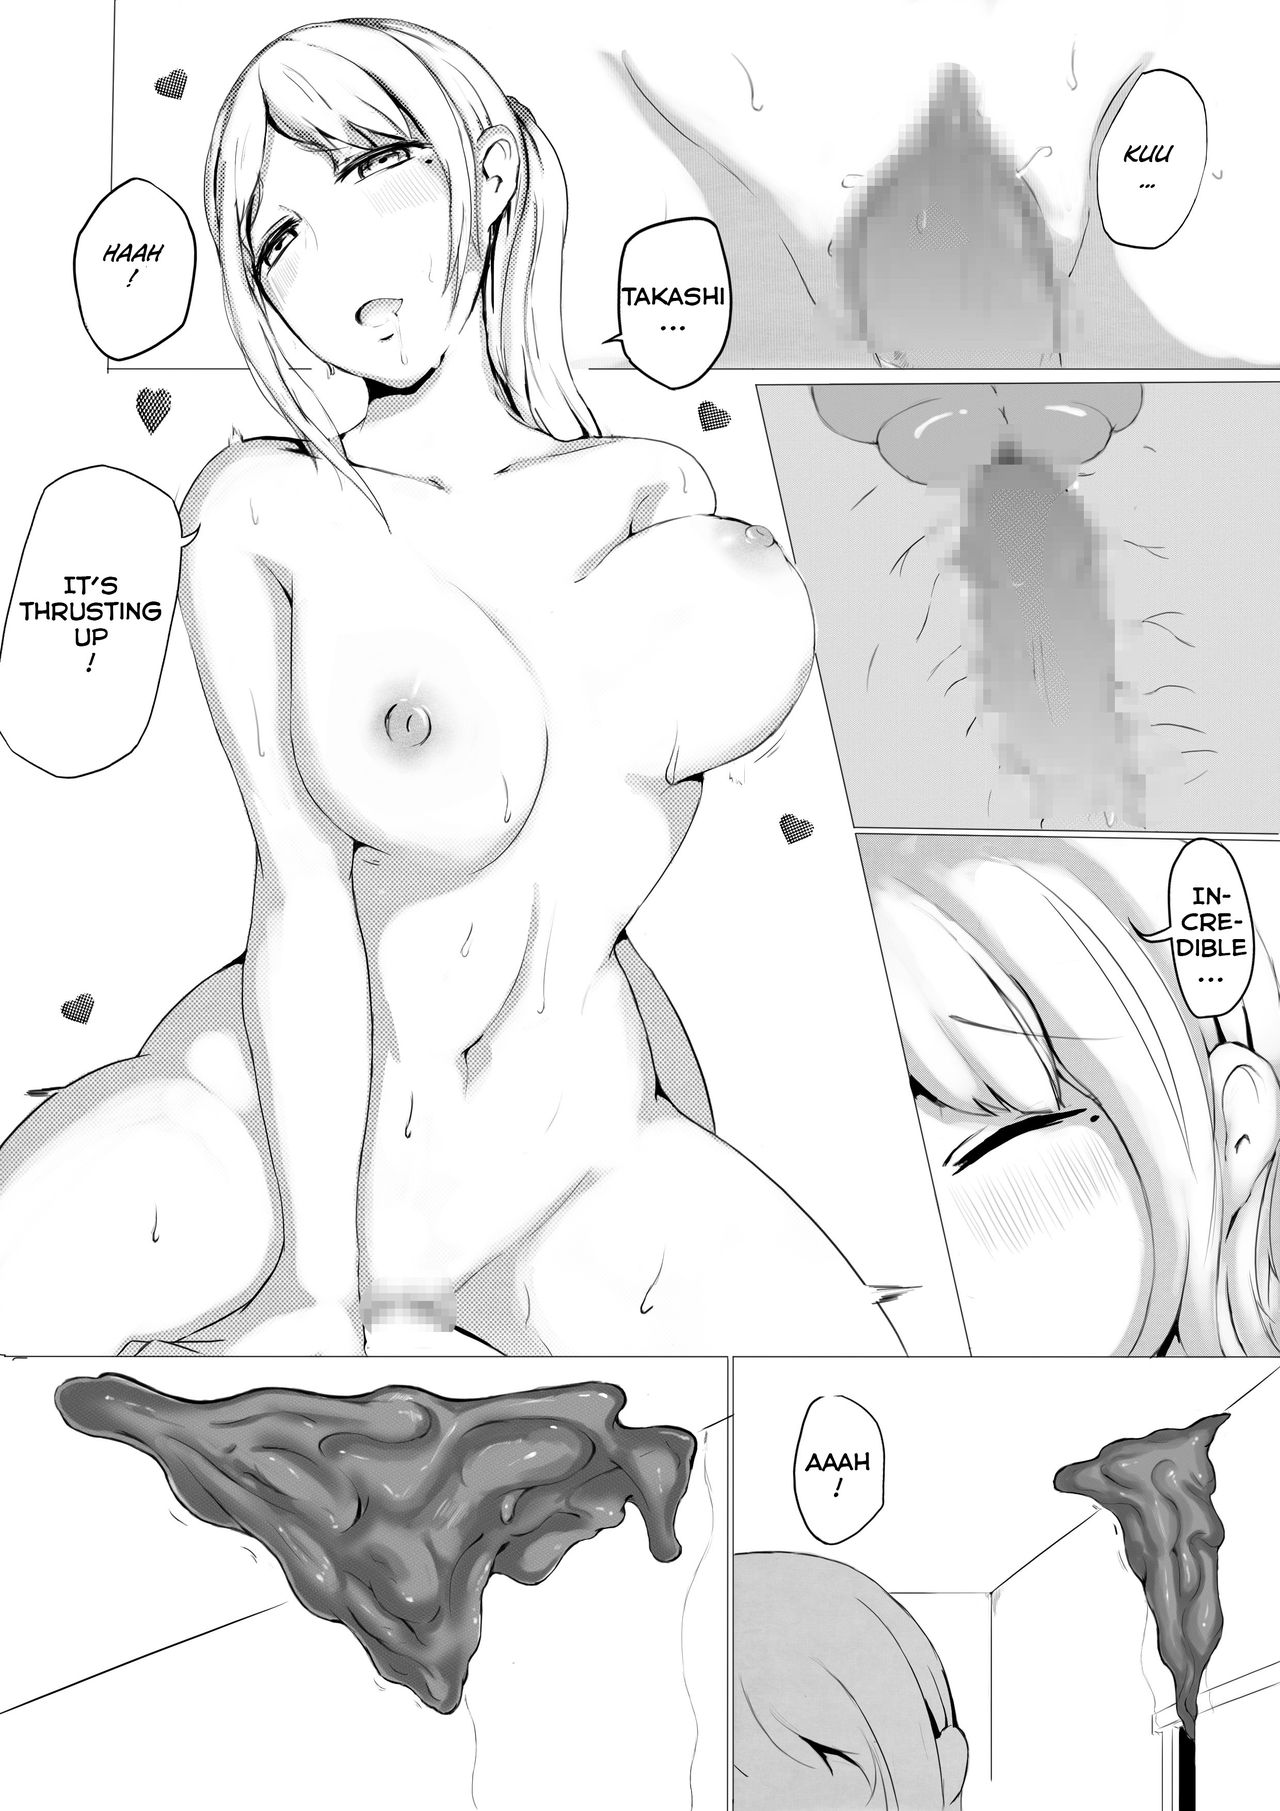 KUU
...
HAAH
!
TAKASHI
...
IT'S
THRUSTING
UP
!
IN-
CRE-
DIBLE
...
AAAH
!